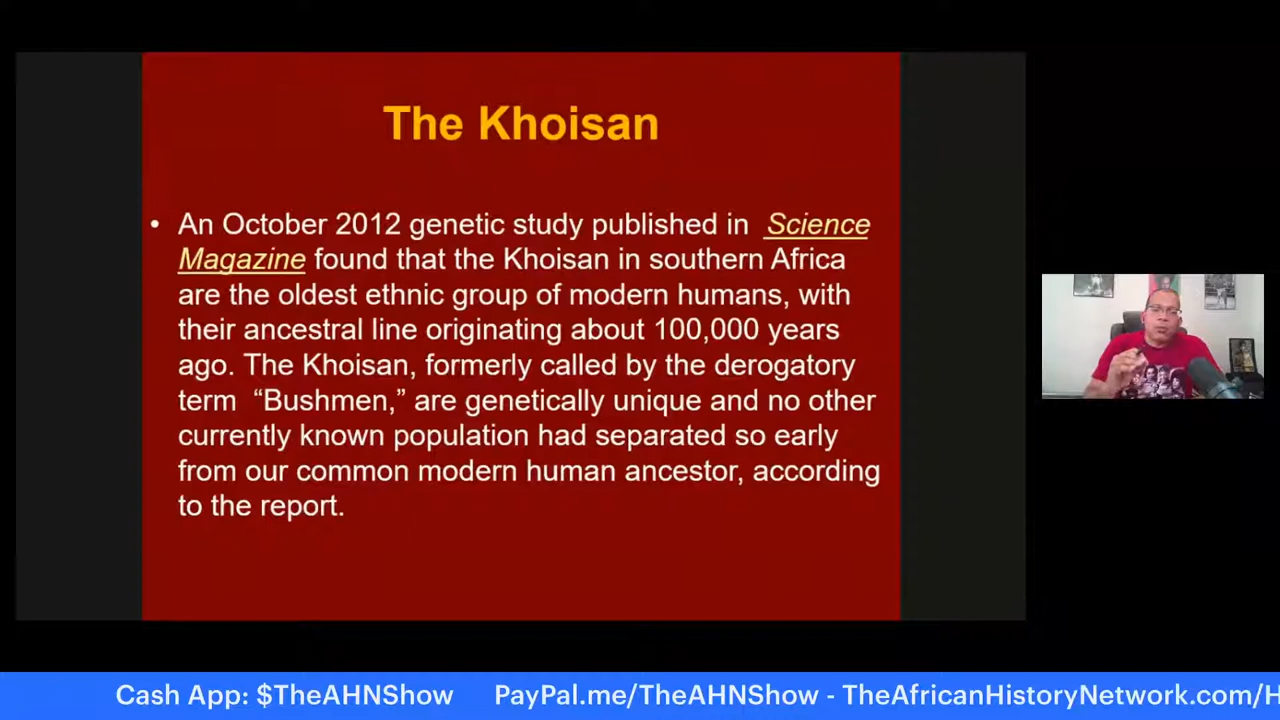 The Khoisan
• An October 2012 genetic study published in Science
Magazine found that the Khoisan in southern Africa
are the oldest ethnic group of modern humans, with
their ancestral line originating about 100,000 years
ago. The Khoisan, formerly called by the derogatory
term “Bushmen,” are genetically unique and no other
currently known population had separated so early
from our common modern human ancestor, according
to the report.
Cash App: $TheAHNShow PayPal.me/TheAHNShow - TheAfricanHistoryNetwork.com/H